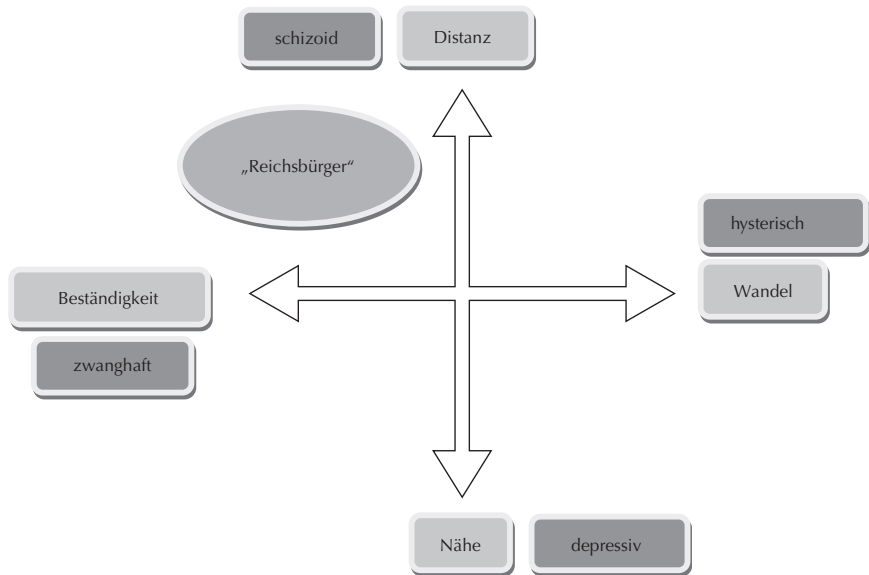 schizoid
Distanz
„Reichsbürger“
hysterisch
Beständigkeit
Wandel
zwanghaft
Nähe
depressiv